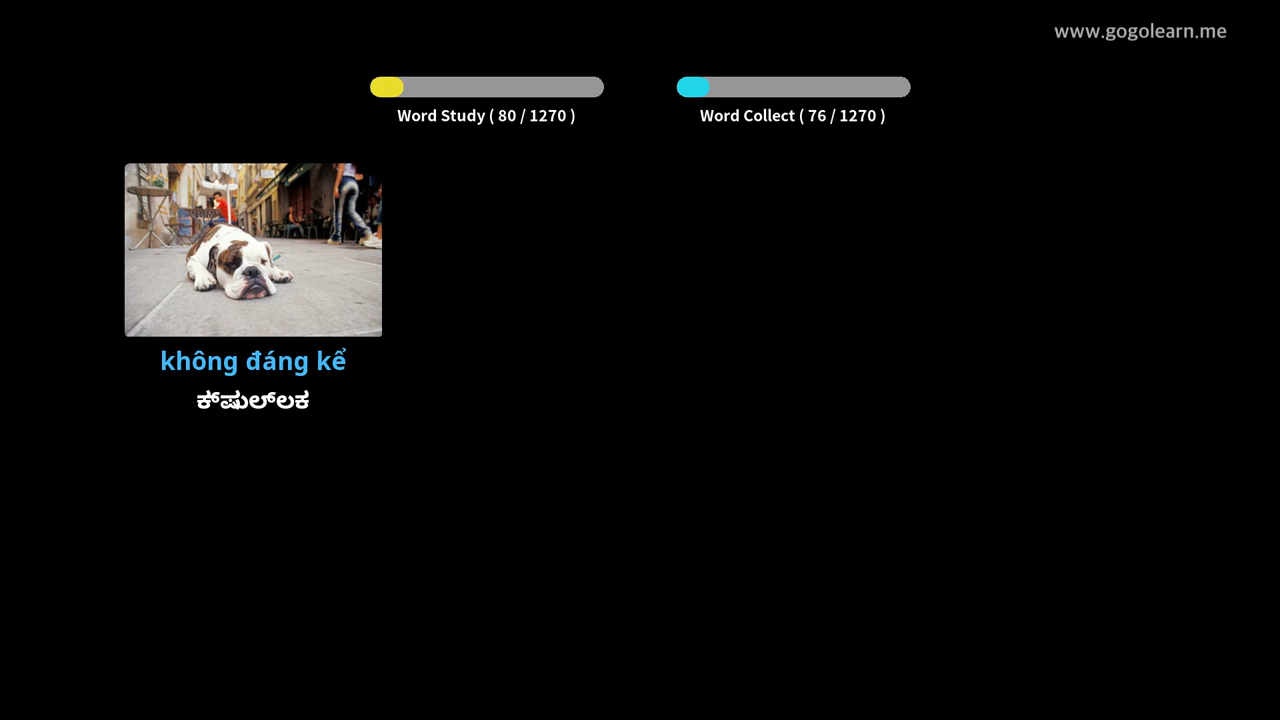 www.gogolearn.me
Word Study ( 80 / 1270 )
Word Collect ( 76 / 1270 )
không đáng kể
ಕ್‌ಷುಲ್‌ಲಕ